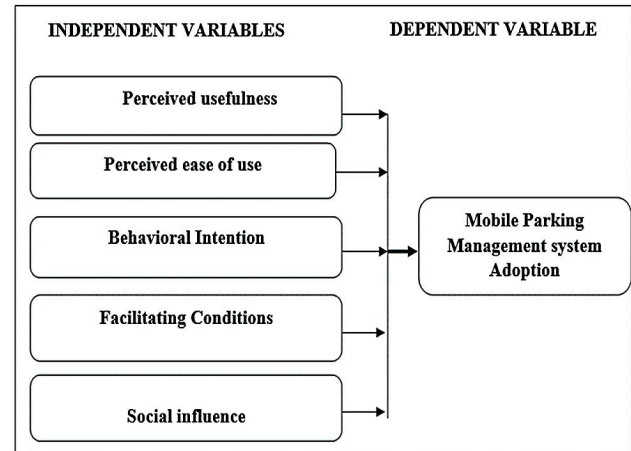 INDEPENDENT VARIABLES
DEPENDENT VARIABLE
Perceived usefulness
Perceived ease of use
Behavioral Intention
Facilitating Conditions
Social influence
Mobile Parking
Management system
Adoption